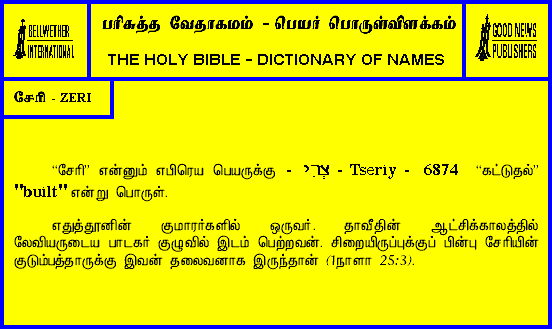 BELLWETHER
INTERNATIONAL
பரிசுத்த வேதாகமம் - பெயர் பொருள்விளக்கம்
THE HOLY BIBLE - DICTIONARY OF NAMES
GOOD NEWS
PUBLISHERS
சேரி - ZERI
“சேரி” என்னும் எபிரெய பெயருக்கு - צְרִי - Tseriy - 6874 “கட்டுதல்”
"built" என்று பொருள்.
எதுத்தூனின் குமாரர்களில் ஒருவர். தாவீதின் ஆட்சிக்காலத்தில்
லேவியருடைய பாடகர் குழுவில் இடம் பெற்றவன். சிறையிருப்புக்குப் பின்பு சேரியின்
குடும்பத்தாருக்கு இவன் தலைவனாக இருந்தான் (1நாளா 25:3).